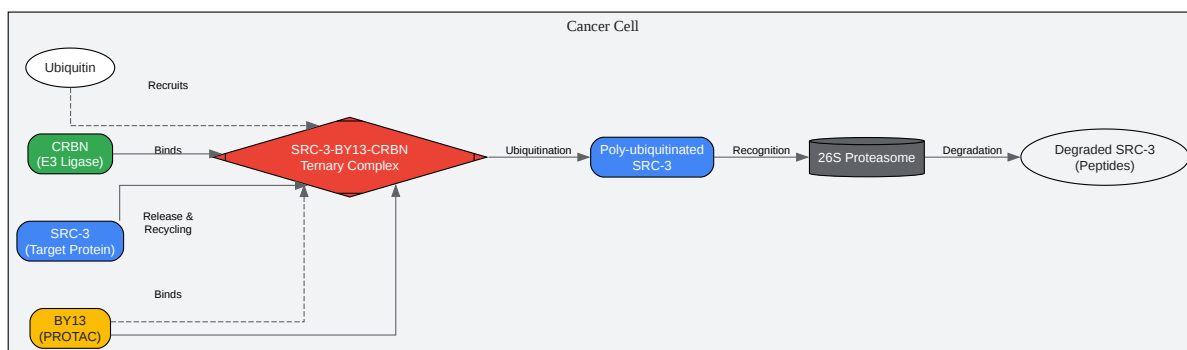 Cancer Cell
Ubiquitin
Recruits
CRBN
(E3 Ligase)
Binds
SRC-3-BY13-CRBN
Ternary Complex
Ubiquitination
Poly-ubiquitinated
SRC-3
Recognition
26S Proteasome
Degradation
Degraded SRC-3
(Peptides)
SRC-3
(Target Protein)
Release &
Recycling
Binds
BY13
(PROTAC)